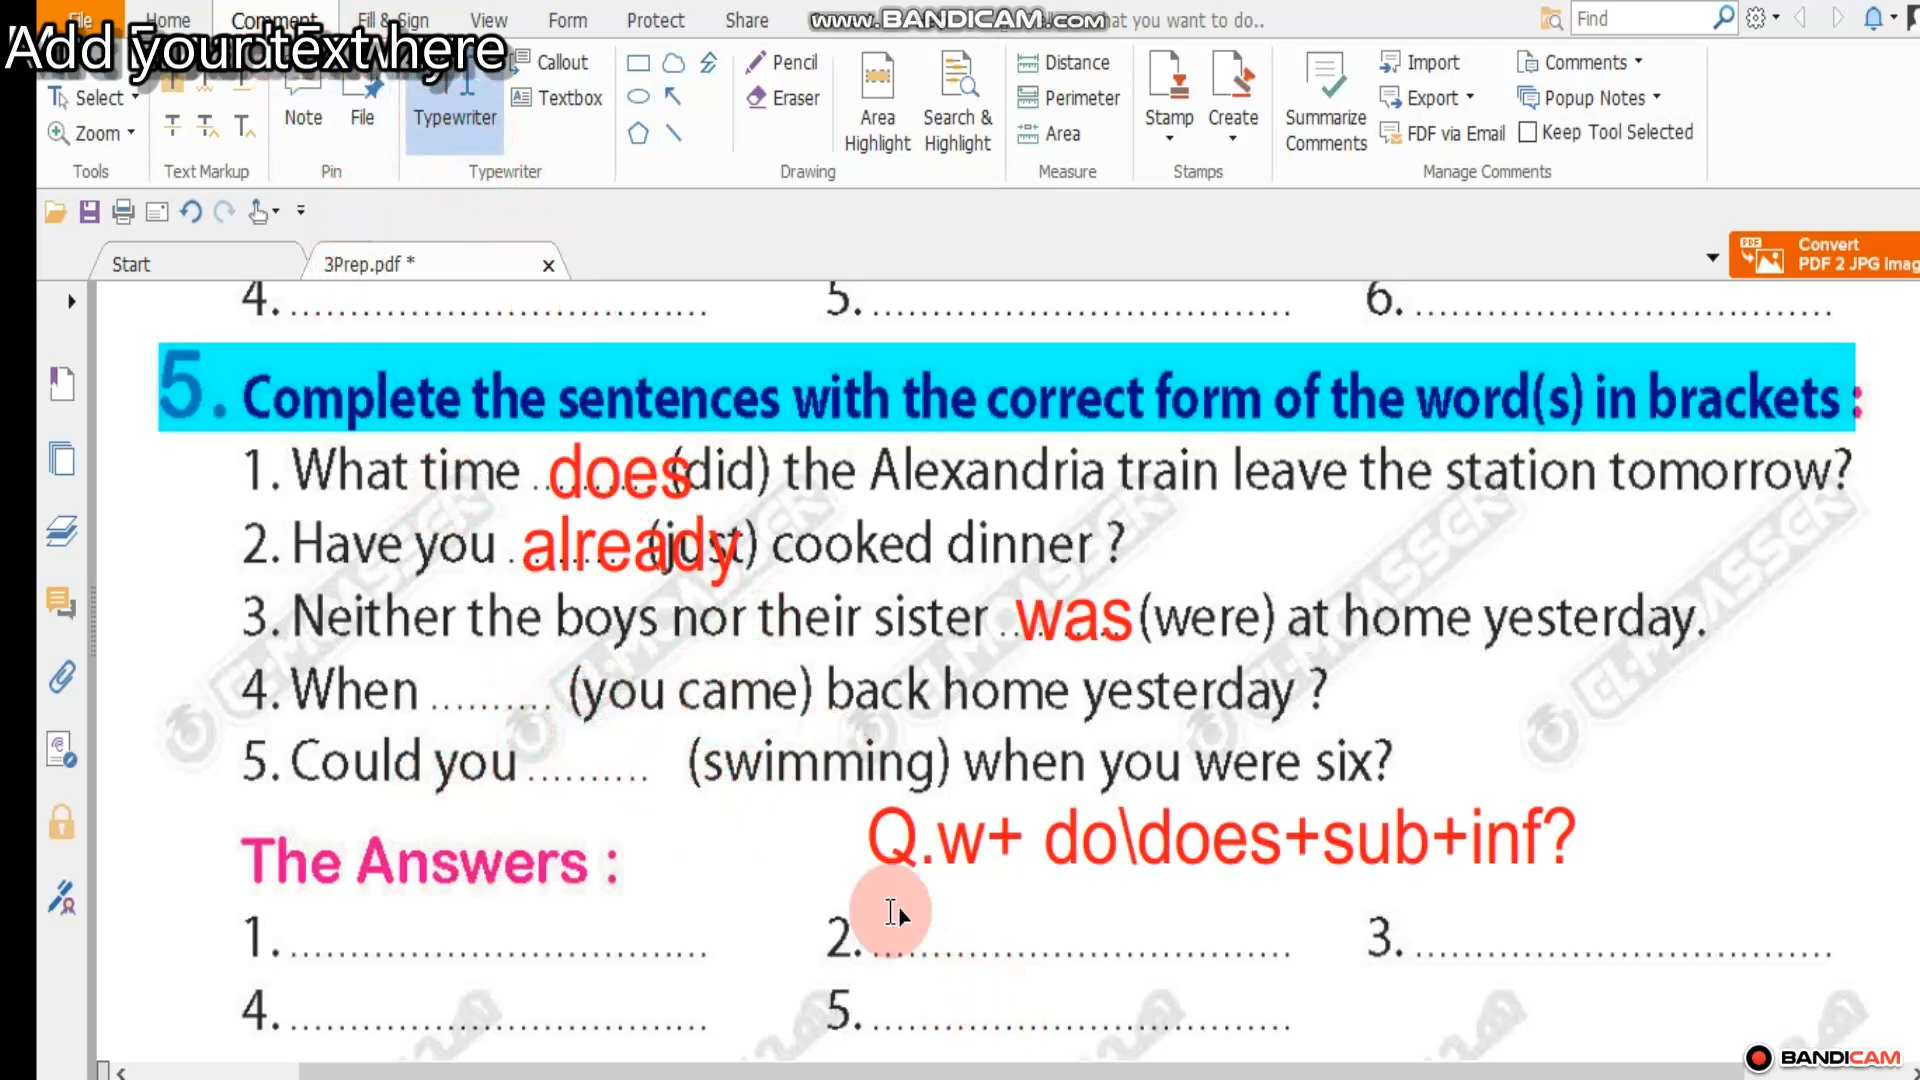 File Home Comment Fill & Sign View Form Protect Share www.BANDICAM.com hat you want to do.. Find
Add your text here
Select
Zoom
Note File
Typewriter
Callout
Textbox
Pencil
Eraser
Area Highlight
Search & Highlight
Distance
Perimeter
Area
Stamp Create
Summarize Comments
Import
Export
FDF via Email
Comments
Popup Notes
Keep Tool Selected
Tools Text Markup Pin Typewriter Drawing Measure Stamps Manage Comments
Start 3Prep.pdf * x
Convert
PDF 2 JPG Imag
4. .................................. 5. .................................. 6. ..................................
5. Complete the sentences with the correct form of the word(s) in brackets :
1. What time does (did) the Alexandria train leave the station tomorrow?
2. Have you already (just) cooked dinner ?
3. Neither the boys nor their sister was (were) at home yesterday.
4. When .......... (you came) back home yesterday ?
5. Could you .......... (swimming) when you were six?
Q.w+ do\does+sub+inf?
The Answers :
1. .................................. 2. .................................. 3. ..................................
4. .................................. 5. ..................................
BANDICAM